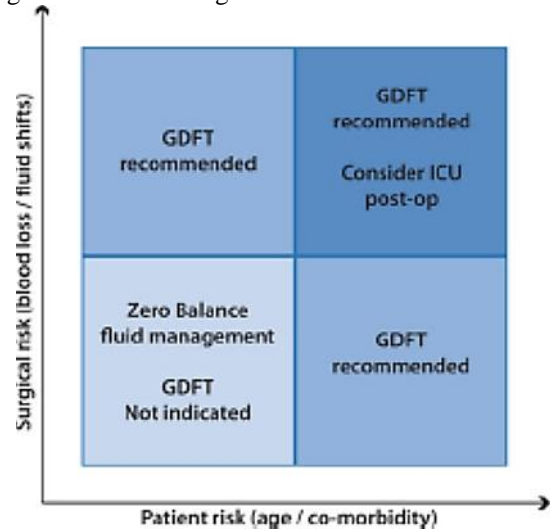 GDFT
recommended
GDFT
recommended
Consider ICU
post-op
Zero Balance
fluid management
GDFT
Not indicated
GDFT
recommended
Surgical risk (blood loss / fluid shifts)
Patient risk (age / co-morbidity)